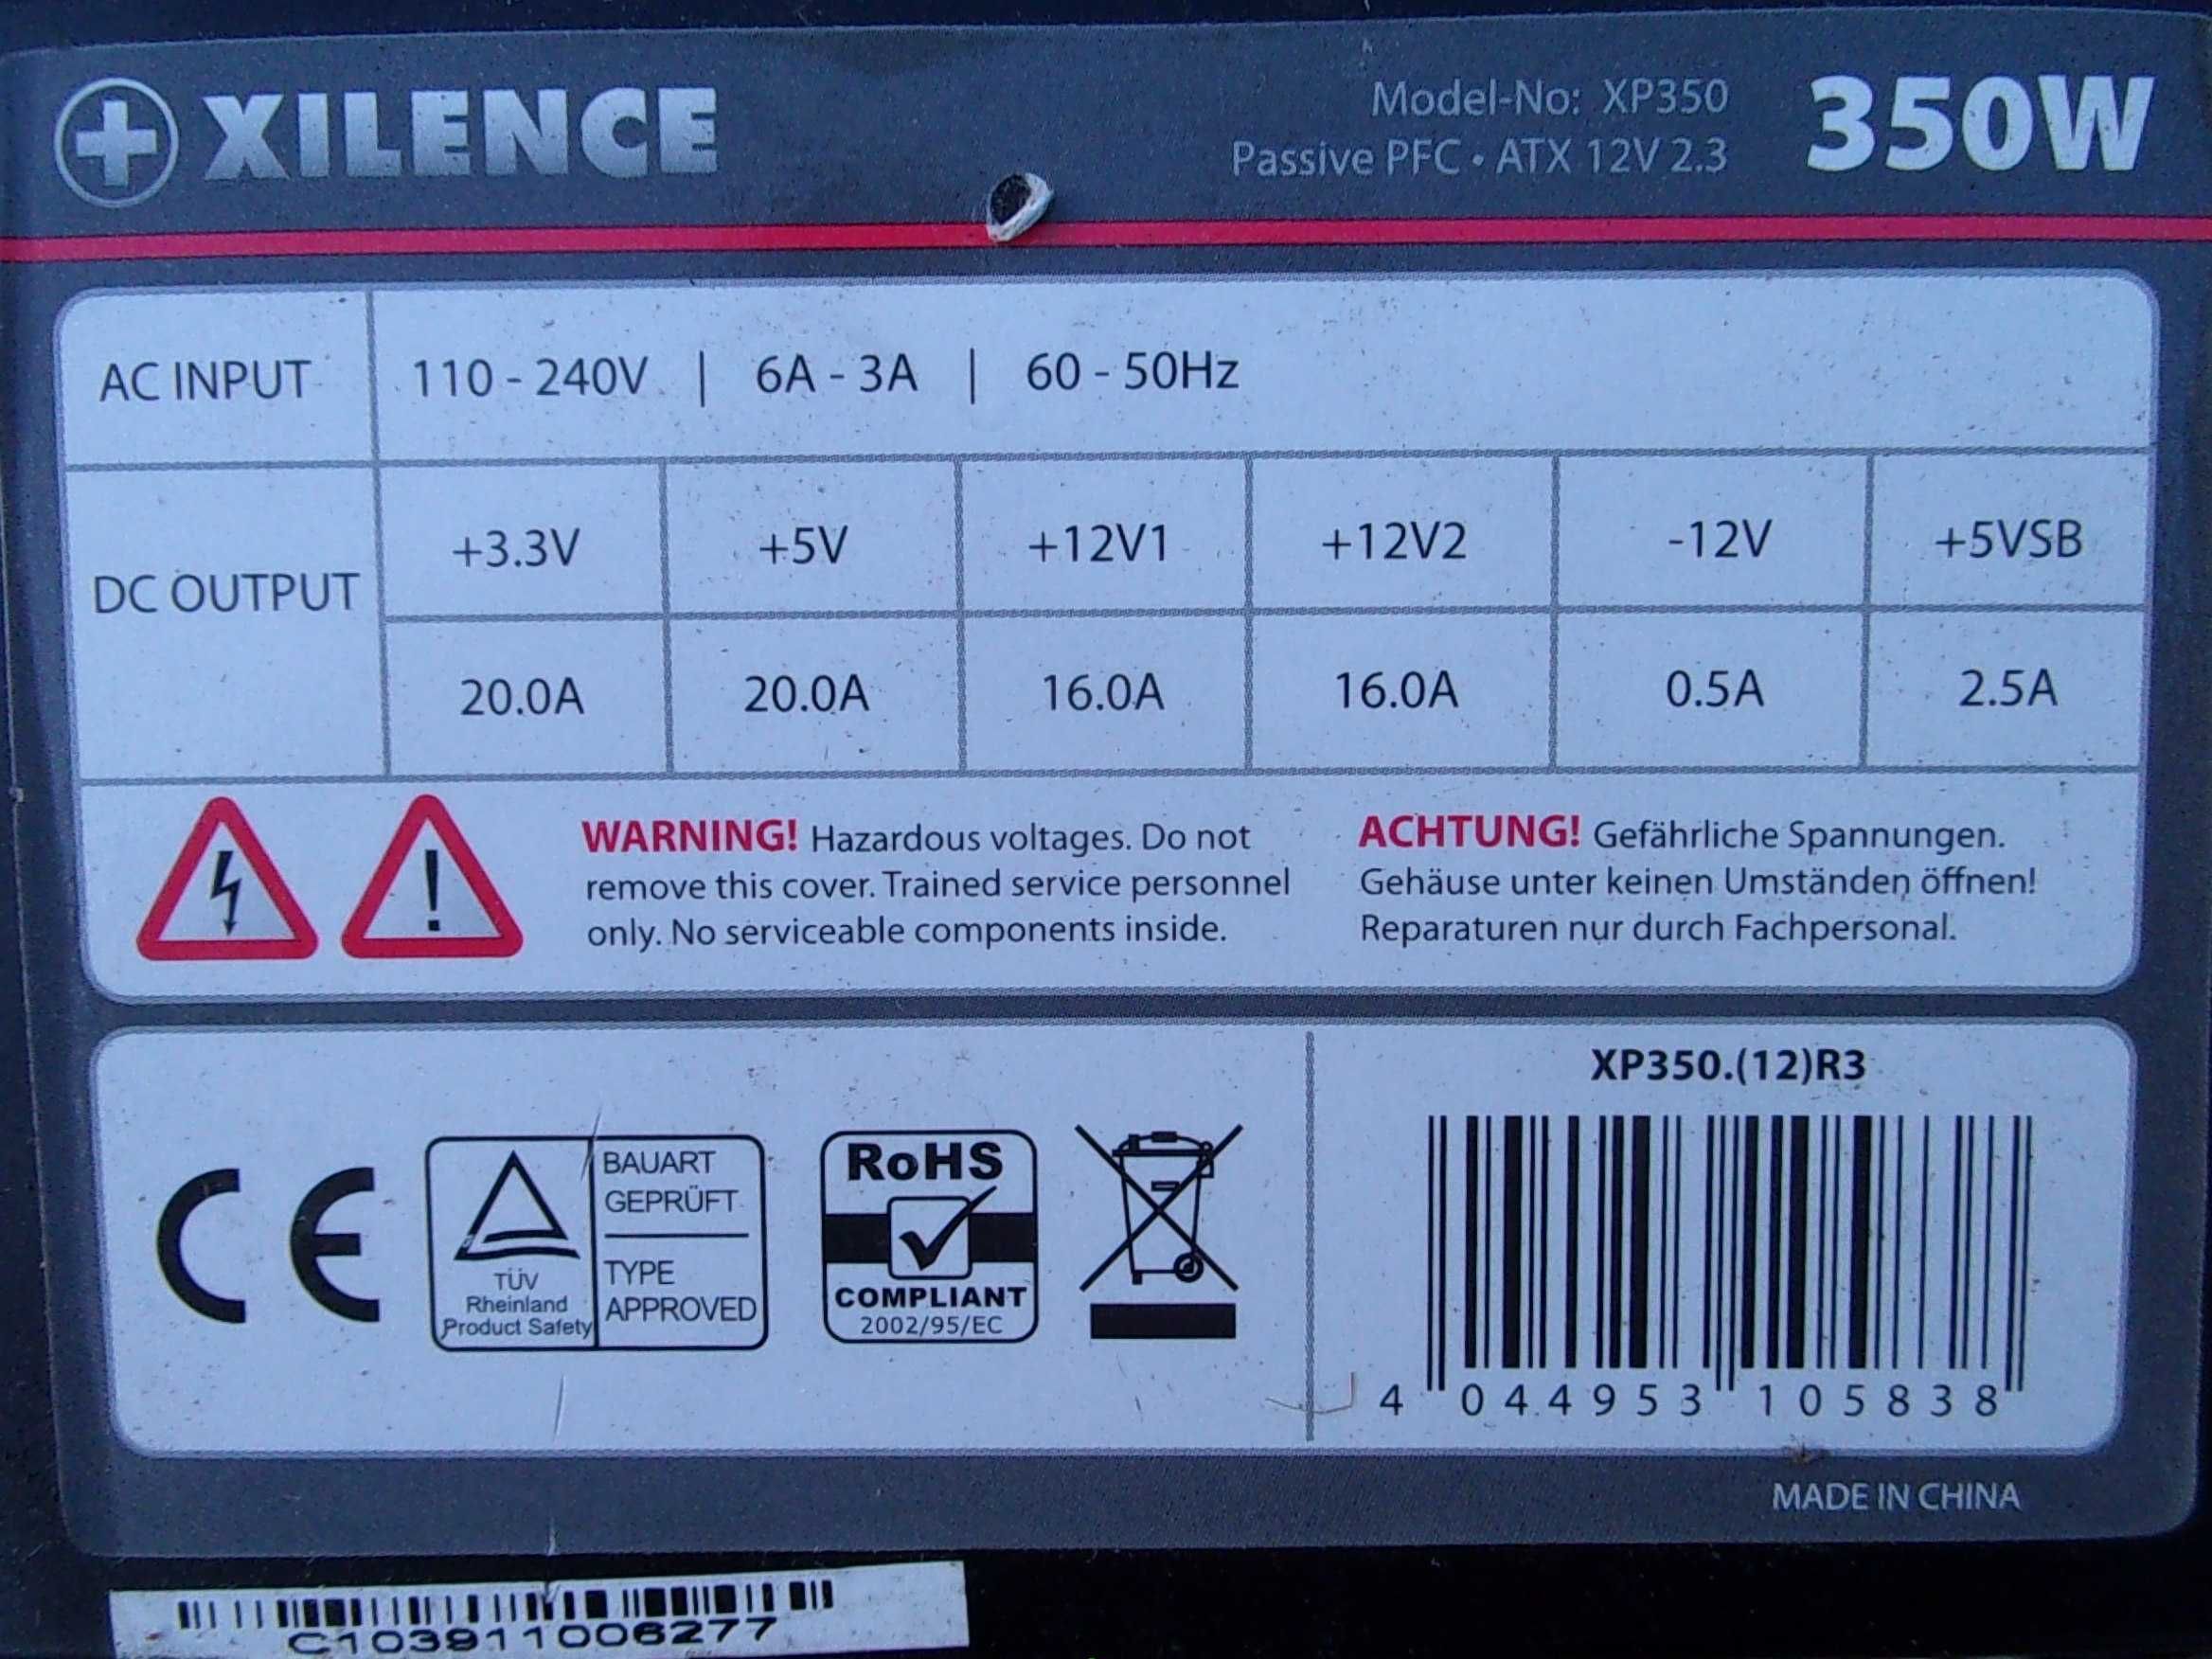 XILENCE
Model-No: XP350
Passive PFC • ATX 12V 2.3
350W
AC INPUT 110 - 240V | 6A - 3A | 60 - 50Hz
DC OUTPUT
+3.3V +5V +12V1 +12V2 -12V +5VSB
20.0A 20.0A 16.0A 16.0A 0.5A 2.5A
WARNING! Hazardous voltages. Do not
remove this cover. Trained service personnel
only. No serviceable components inside.
ACHTUNG! Gefährliche Spannungen.
Gehäuse unter keinen Umständen öffnen!
Reparaturen nur durch Fachpersonal.
CE
TÜV
Rheinland
Product Safety
BAUART
GEPRÜFT
TYPE
APPROVED
RoHS
COMPLIANT
2002/95/EC
XP350.(12)R3
4 044953 105838
MADE IN CHINA
C103911006277